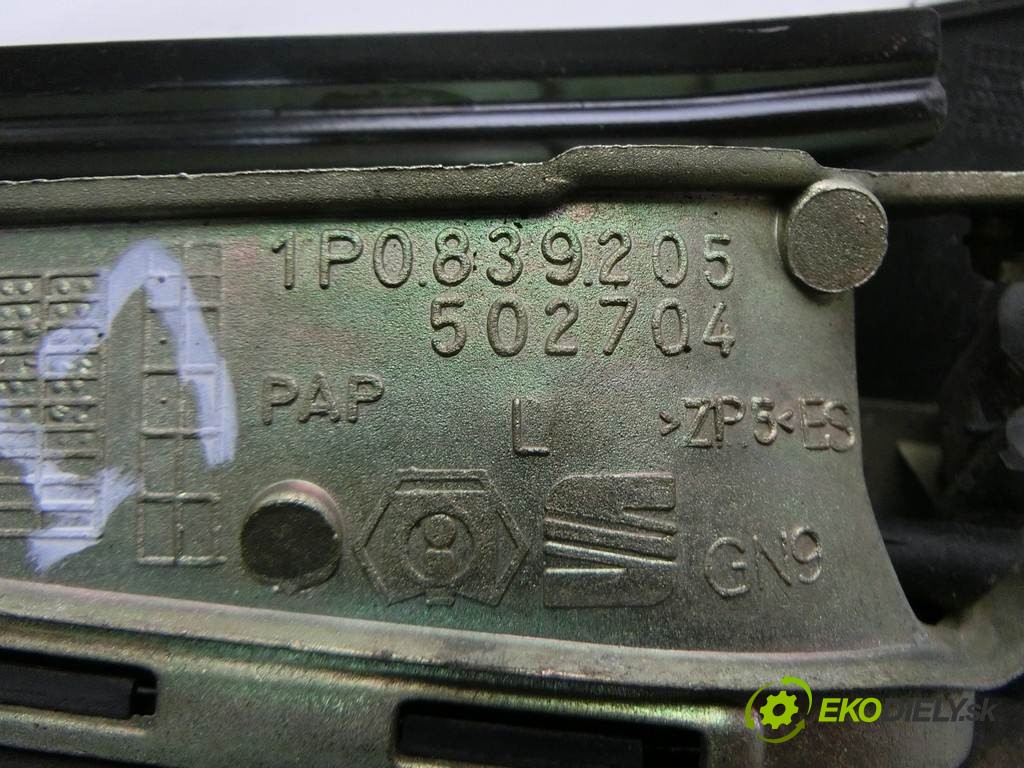 1P0.839.205
502704
PAP L >ZP5< ES
GN9
EKODIELY.sk